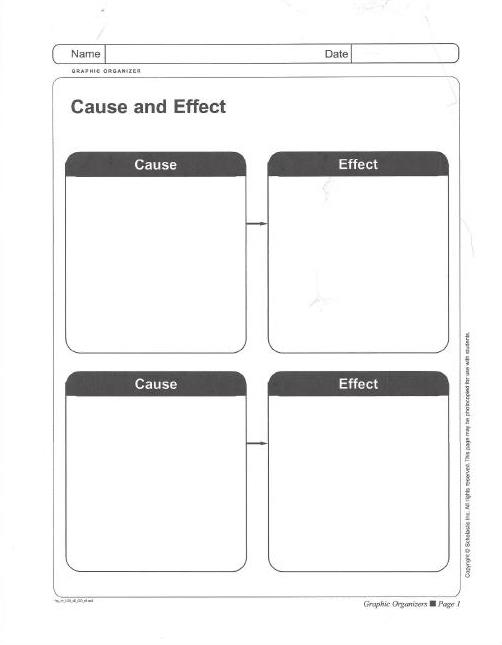 Name Date
GRAPHIC ORGANIZER
Cause and Effect
Cause Effect
Cause Effect
Copyright © Scholastic Inc. All rights reserved. This page may be photocopied for use with students.
Graphic Organizers ■ Page 1